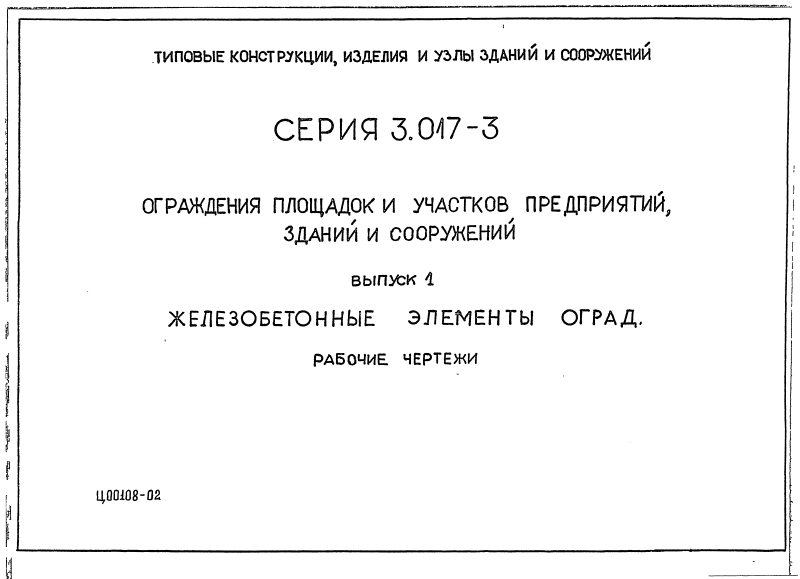 ТИПОВЫЕ КОНСТРУКЦИИ, ИЗДЕЛИЯ И УЗЛЫ ЗДАНИЙ И СООРУЖЕНИЙ
СЕРИЯ 3.017-3
ОГРАЖДЕНИЯ ПЛОЩАДОК И УЧАСТКОВ ПРЕДПРИЯТИЙ,
ЗДАНИЙ И СООРУЖЕНИЙ
ВЫПУСК 1
ЖЕЛЕЗОБЕТОННЫЕ ЭЛЕМЕНТЫ ОГРАД.
РАБОЧИЕ ЧЕРТЕЖИ
Ц00108-02